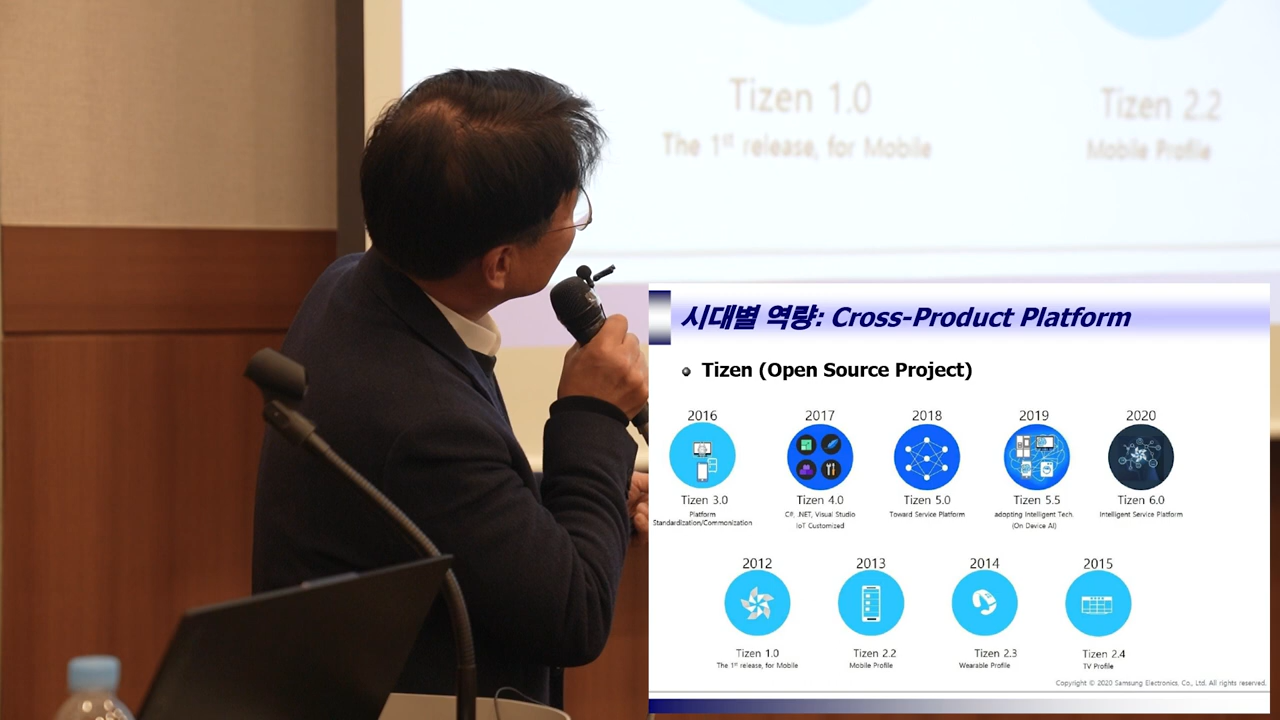 Tizen 1.0
The 1st release, for Mobile
Tizen 2.2
Mobile Profile
시대별 역량: Cross-Product Platform
Tizen (Open Source Project)
2016
Tizen 3.0
Platform
Standardization/Commonization
2017
Tizen 4.0
C#, .NET, Visual Studio
IoT Customized
2018
Tizen 5.0
Toward Service Platform
2019
Tizen 5.5
adopting Intelligent Tech.
(On Device AI)
2020
Tizen 6.0
Intelligent Service Platform
2012
Tizen 1.0
The 1st release, for Mobile
2013
Tizen 2.2
Mobile Profile
2014
Tizen 2.3
Wearable Profile
2015
Tizen 2.4
TV Profile
Copyright © 2020 Samsung Electronics, Co., Ltd. All rights reserved.